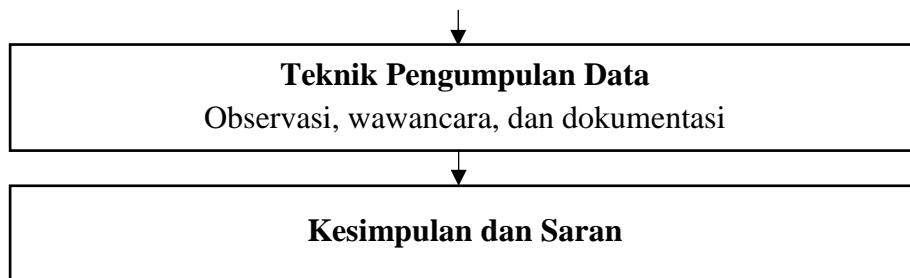 Teknik Pengumpulan Data
Observasi, wawancara, dan dokumentasi
Kesimpulan dan Saran